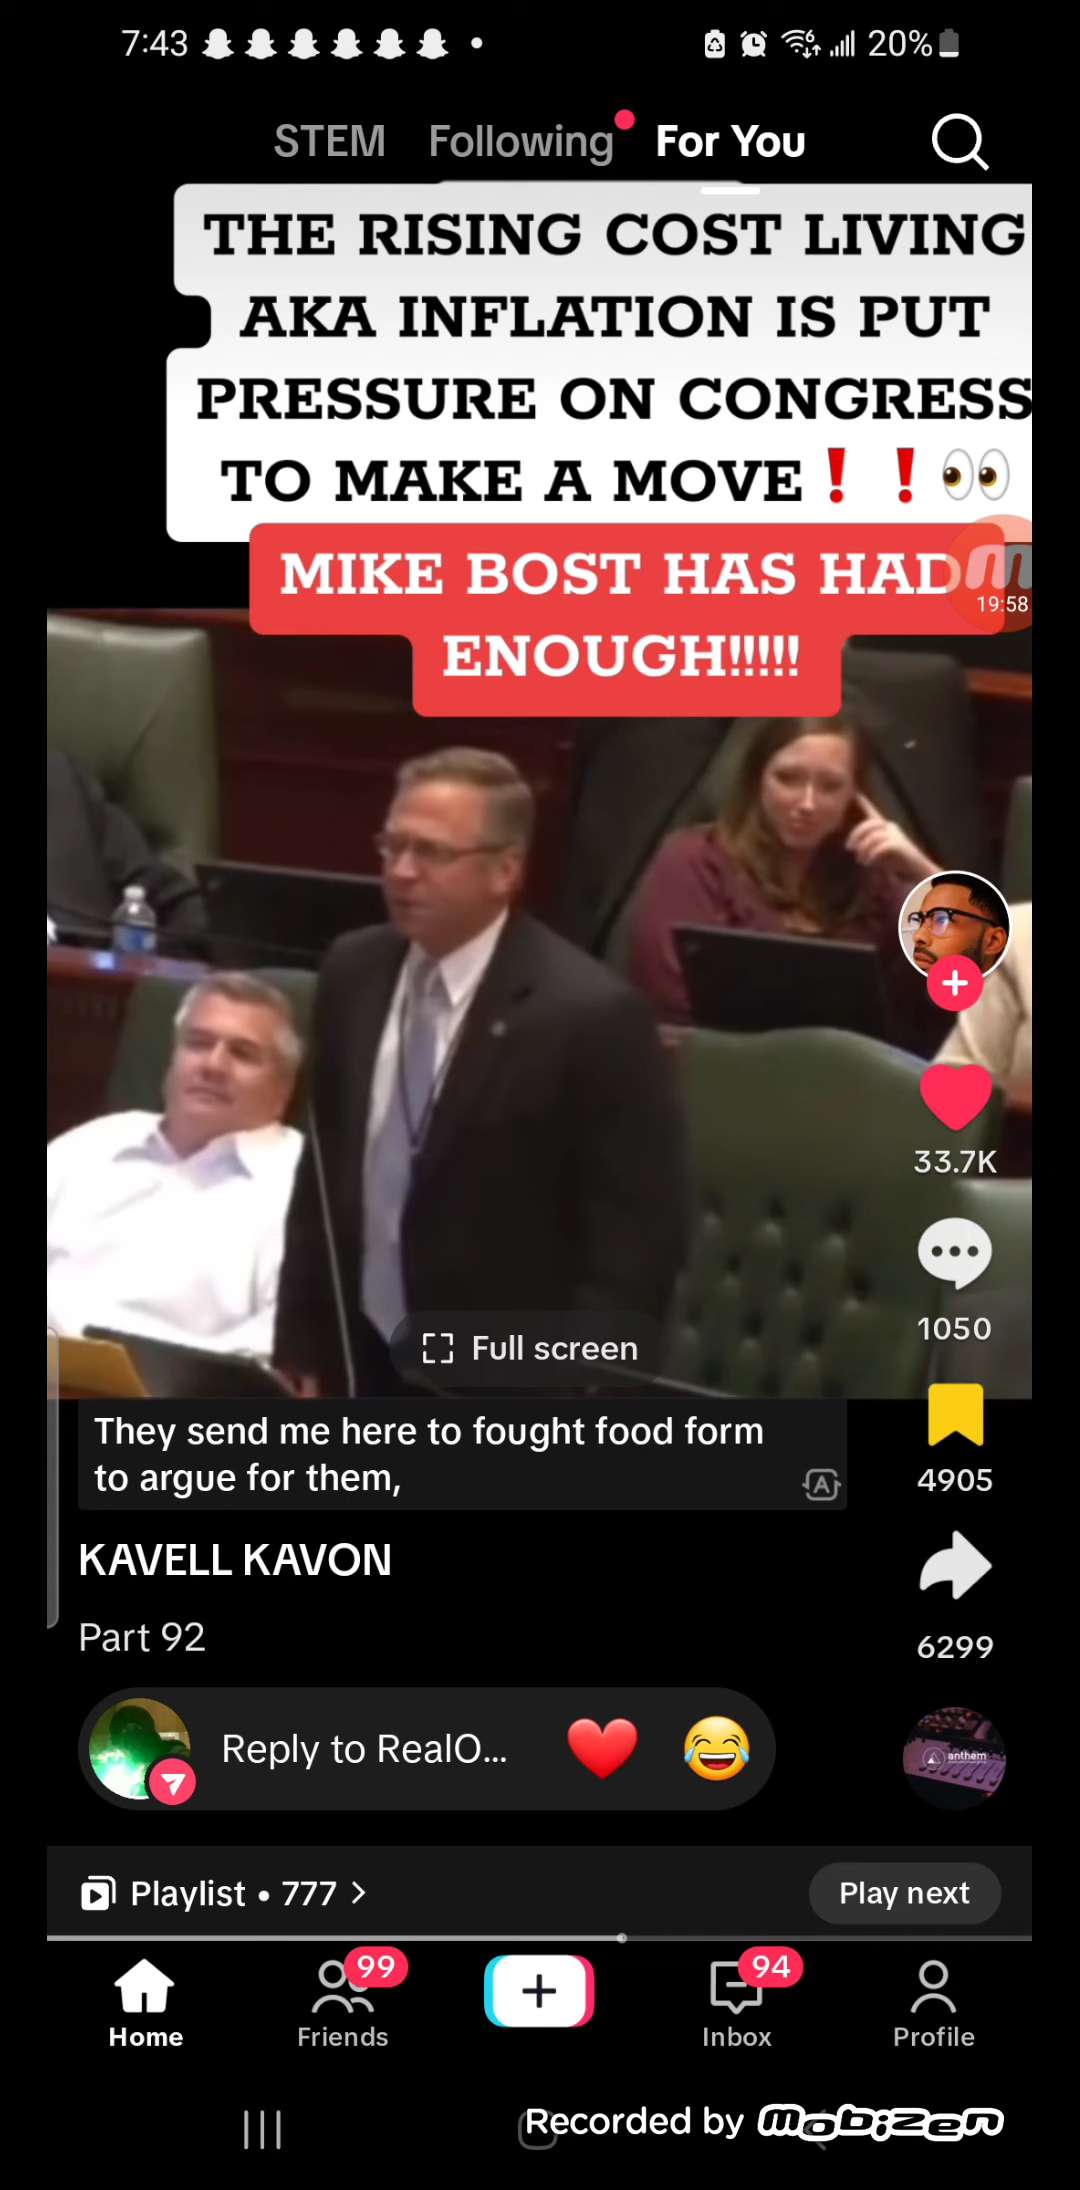 7:43
20%
STEM Following For You
THE RISING COST LIVING
AKA INFLATION IS PUT
PRESSURE ON CONGRESS
TO MAKE A MOVE❗❗👀
MIKE BOST HAS HAD
ENOUGH!!!!!
19:58
33.7K
1050
Full screen
They send me here to fought food form
to argue for them,
4905
KAVELL KAVON
Part 92
6299
Reply to RealO... ❤️ 😂
anthem
Playlist • 777 >
Play next
99
94
Home Friends Inbox Profile
Recorded by mobizen